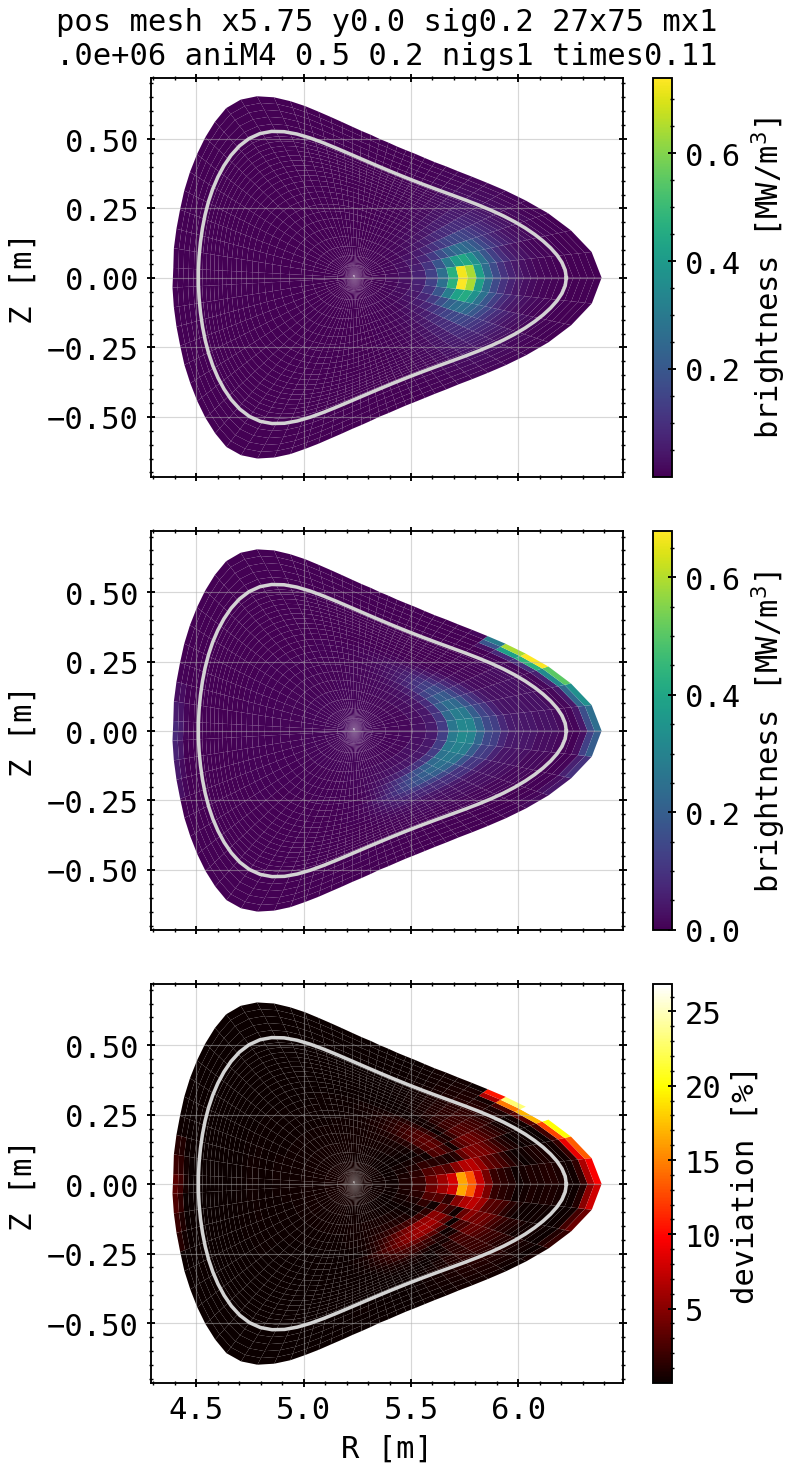 pos mesh x5.75 y0.0 sig0.2 27x75 mx1
.0e+06 aniM4 0.5 0.2 nigs1 times0.11
0.50
0.25
0.00
−0.25
−0.50
Z [m]
0.6
0.4
0.2
brightness [MW/m³]
0.50
0.25
0.00
−0.25
−0.50
Z [m]
0.6
0.4
0.2
0.0
brightness [MW/m³]
0.50
0.25
0.00
−0.25
−0.50
Z [m]
25
20
15
10
5
deviation [%]
4.5 5.0 5.5 6.0
R [m]